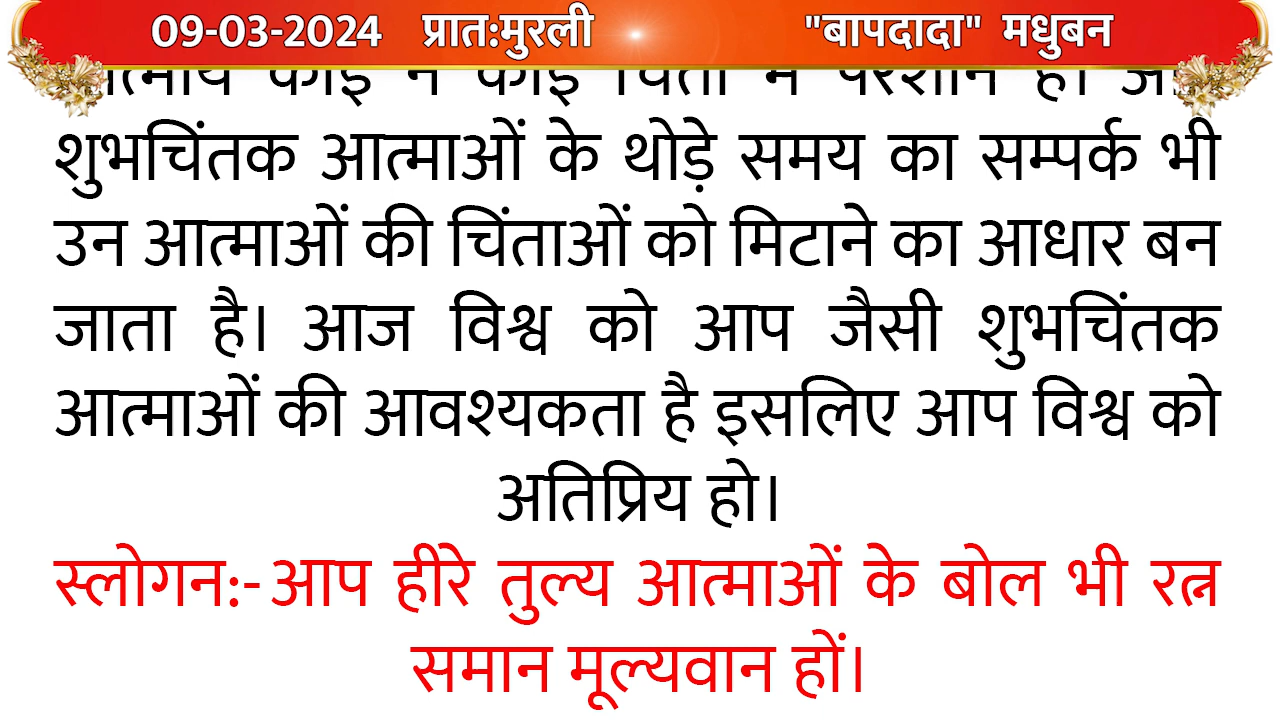 09-03-2024 प्रात:मुरली "बापदादा" मधुबन
कोई न कोई चिंता में परेशान
शुभचिंतक आत्माओं के थोड़े समय का सम्पर्क भी
उन आत्माओं की चिंताओं को मिटाने का आधार बन
जाता है। आज विश्व को आप जैसी शुभचिंतक
आत्माओं की आवश्यकता है इसलिए आप विश्व को
अतिप्रिय हो।
स्लोगन:-आप हीरे तुल्य आत्माओं के बोल भी रत्न
समान मूल्यवान हों।